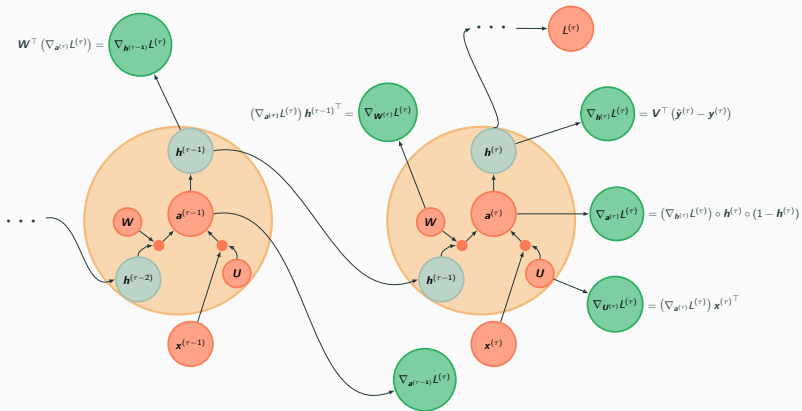 · · ·
L^(τ)
W^⊤ (∇_{a^(τ)} L^(τ)) = ∇_{h^(τ−1)} L^(τ)
(∇_{a^(τ)} L^(τ)) h^(τ−1)^⊤ = ∇_{W^(τ)} L^(τ)
∇_{h^(τ)} L^(τ) = V^⊤ (ŷ^(τ) − y^(τ))
h^(τ−1)
h^(τ)
· · ·
W
a^(τ−1)
W
a^(τ)
∇_{a^(τ)} L^(τ) = (∇_{h^(τ)} L^(τ)) ∘ h^(τ) ∘ (1 − h^(τ))
h^(τ−2)
U
h^(τ−1)
U
∇_{U^(τ)} L^(τ) = (∇_{a^(τ)} L^(τ)) x^(τ)^⊤
x^(τ−1)
x^(τ)
∇_{a^(τ−1)} L^(τ)